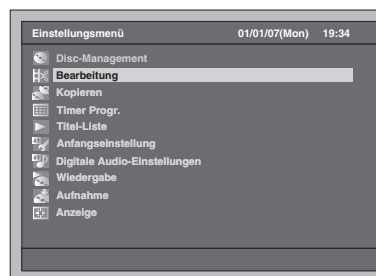 Einstellungsmenü 01/01/07(Mon) 19:34
Disc-Management
Bearbeitung
Kopieren
Timer Progr.
Titel-Liste
Anfangseinstellung
Digitale Audio-Einstellungen
Wiedergabe
Aufnahme
Anzeige